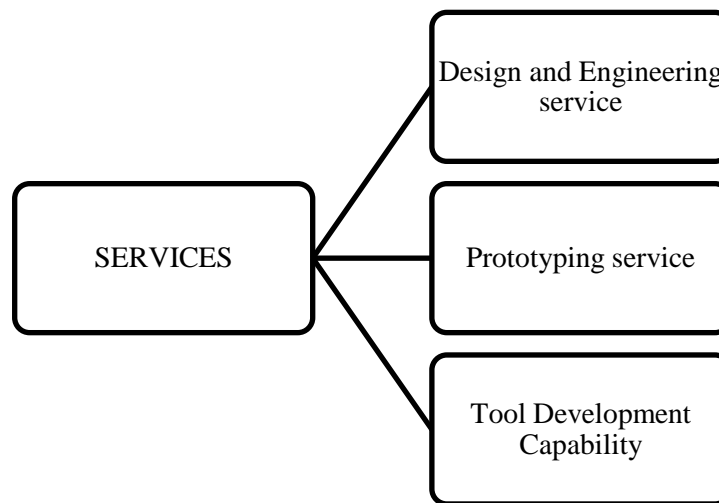 Design and Engineering
service
SERVICES
Prototyping service
Tool Development
Capability